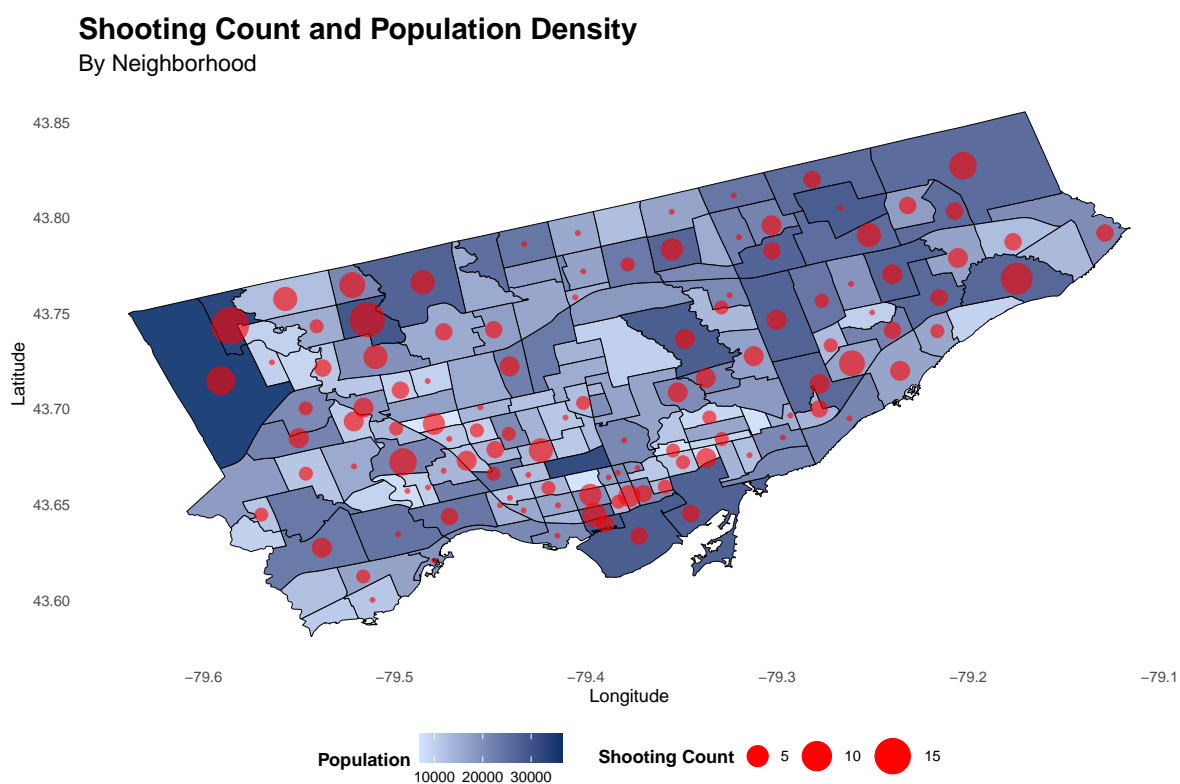 Shooting Count and Population Density
By Neighborhood
43.85
43.80
43.75
43.70
43.65
43.60
Latitude
−79.6 −79.5 −79.4 −79.3 −79.2 −79.1
Longitude
Population
10000 20000 30000
Shooting Count 5 10 15